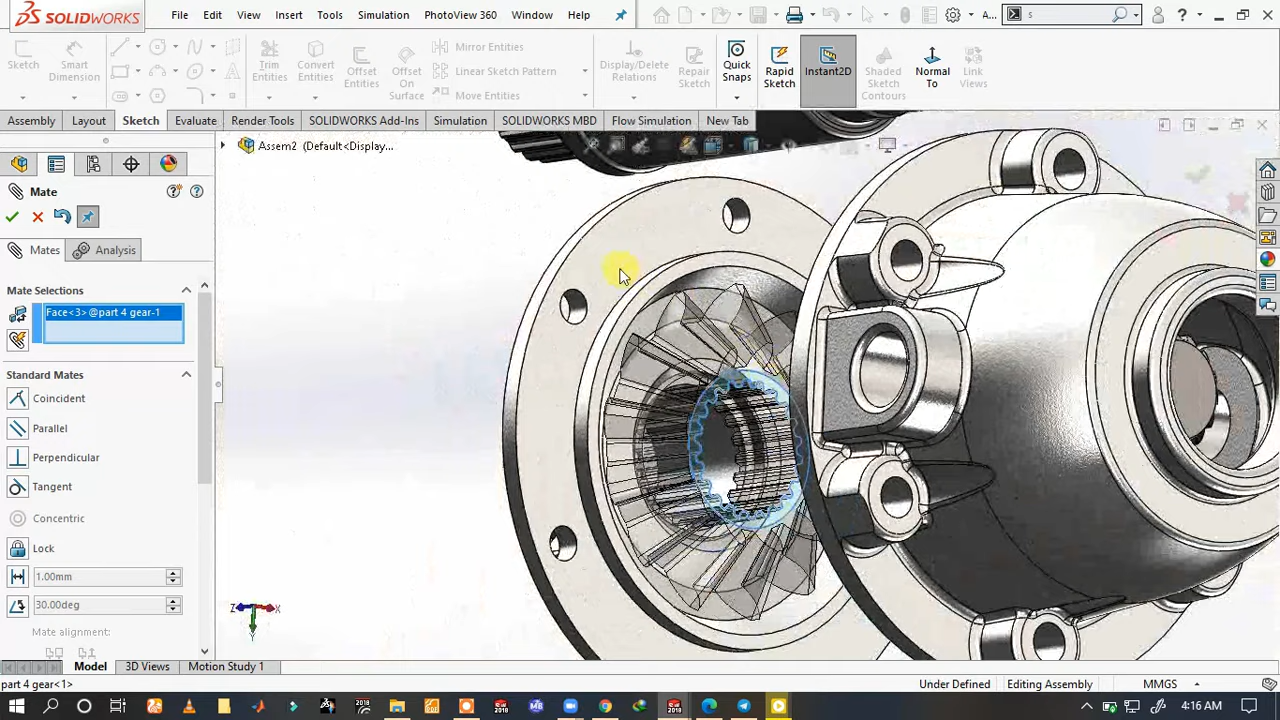 SOLIDWORKS File Edit View Insert Tools Simulation PhotoView 360 Window Help A... s ?
Sketch Smart Dimension Trim Entities Convert Entities Offset Entities Offset On Surface Mirror Entities Linear Sketch Pattern Move Entities Display/Delete Relations Repair Sketch Quick Snaps Rapid Sketch Instant2D Shaded Sketch Contours Normal To Link Views
Assembly Layout Sketch Evaluate Render Tools SOLIDWORKS Add-Ins Simulation SOLIDWORKS MBD Flow Simulation New Tab
Assem2 (Default<Display...
Mate
Mates Analysis
Mate Selections
Face<3>@part 4 gear-1
Standard Mates
Coincident
Parallel
Perpendicular
Tangent
Concentric
Lock
1.00mm
30.00deg
Mate alignment:
Z X
Y
Model 3D Views Motion Study 1
part 4 gear<1> Under Defined Editing Assembly MMGS
4:16 AM